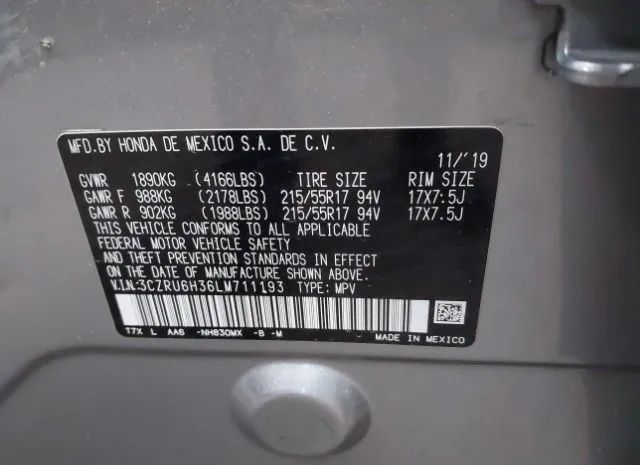 MFD.BY HONDA DE MEXICO S.A. DE C.V.
11/'19
GVWR 1890KG (4166LBS) TIRE SIZE RIM SIZE
GAWR F 988KG (2178LBS) 215/55R17 94V 17X7.5J
GAWR R 902KG (1988LBS) 215/55R17 94V 17X7.5J
THIS VEHICLE CONFORMS TO ALL APPLICABLE
FEDERAL MOTOR VEHICLE SAFETY
AND THEFT PREVENTION STANDARDS IN EFFECT
ON THE DATE OF MANUFACTURE SHOWN ABOVE.
V.I.N:3CZRU6H36LM711193 TYPE: MPV
T7X L AA6 -NH830MX -B -M
MADE IN MEXICO